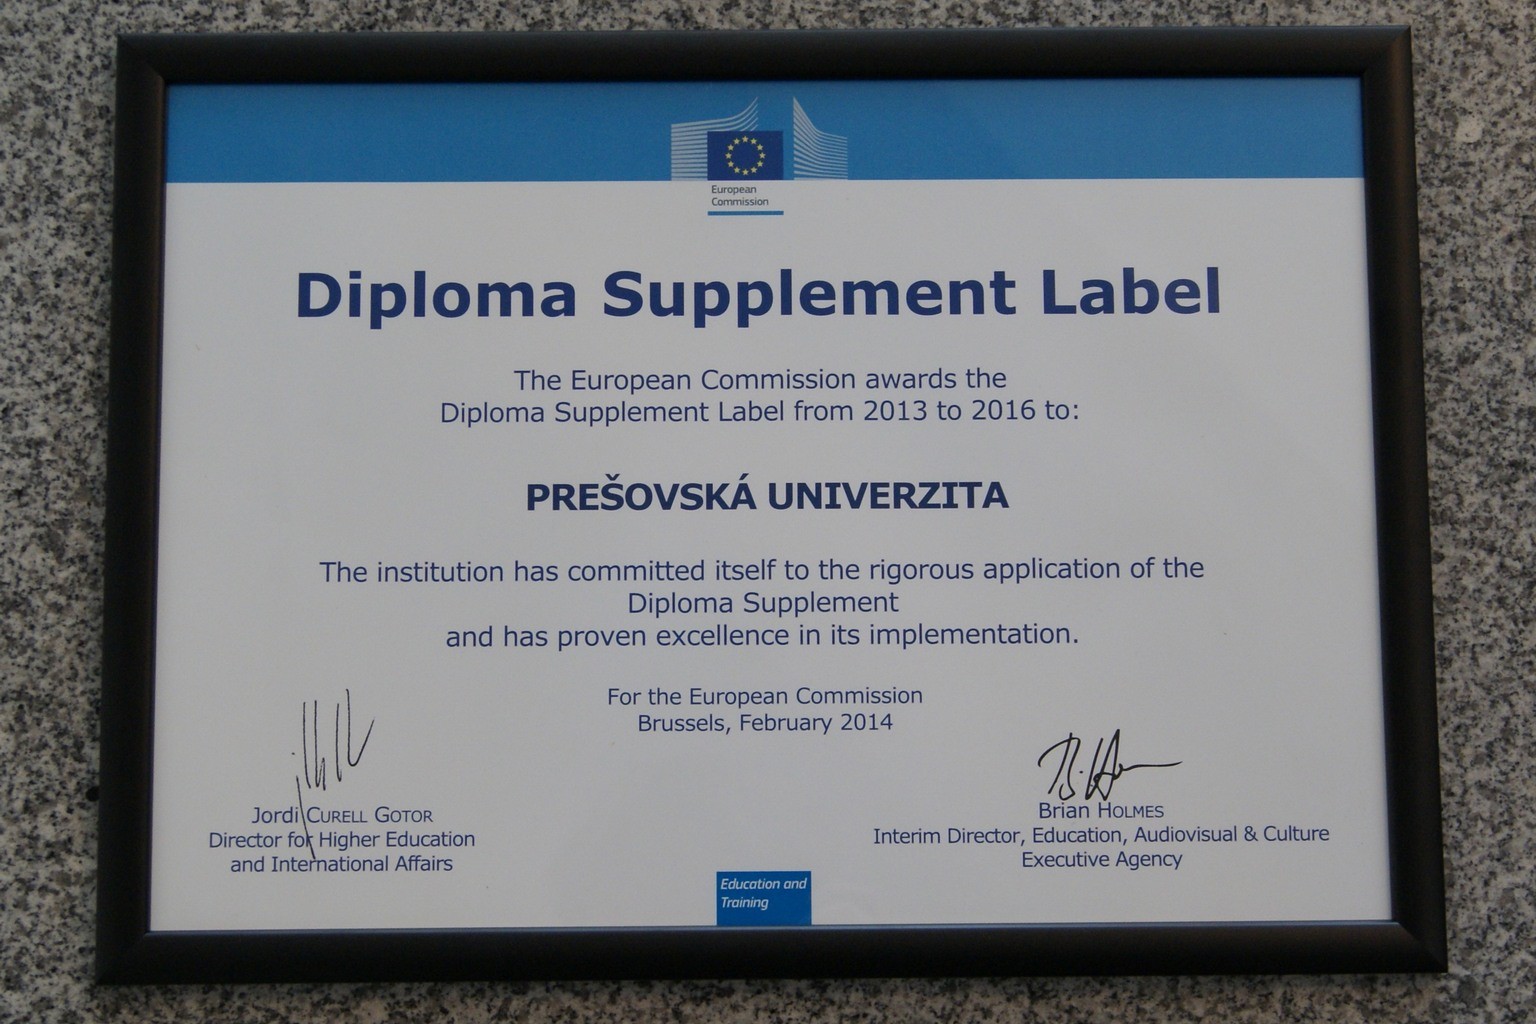 European
Commission
Diploma Supplement Label
The European Commission awards the
Diploma Supplement Label from 2013 to 2016 to:
PREŠOVSKÁ UNIVERZITA
The institution has committed itself to the rigorous application of the
Diploma Supplement
and has proven excellence in its implementation.
For the European Commission
Brussels, February 2014
Jordi CURELL GOTOR
Director for Higher Education
and International Affairs
Brian HOLMES
Interim Director, Education, Audiovisual & Culture
Executive Agency
Education and
Training